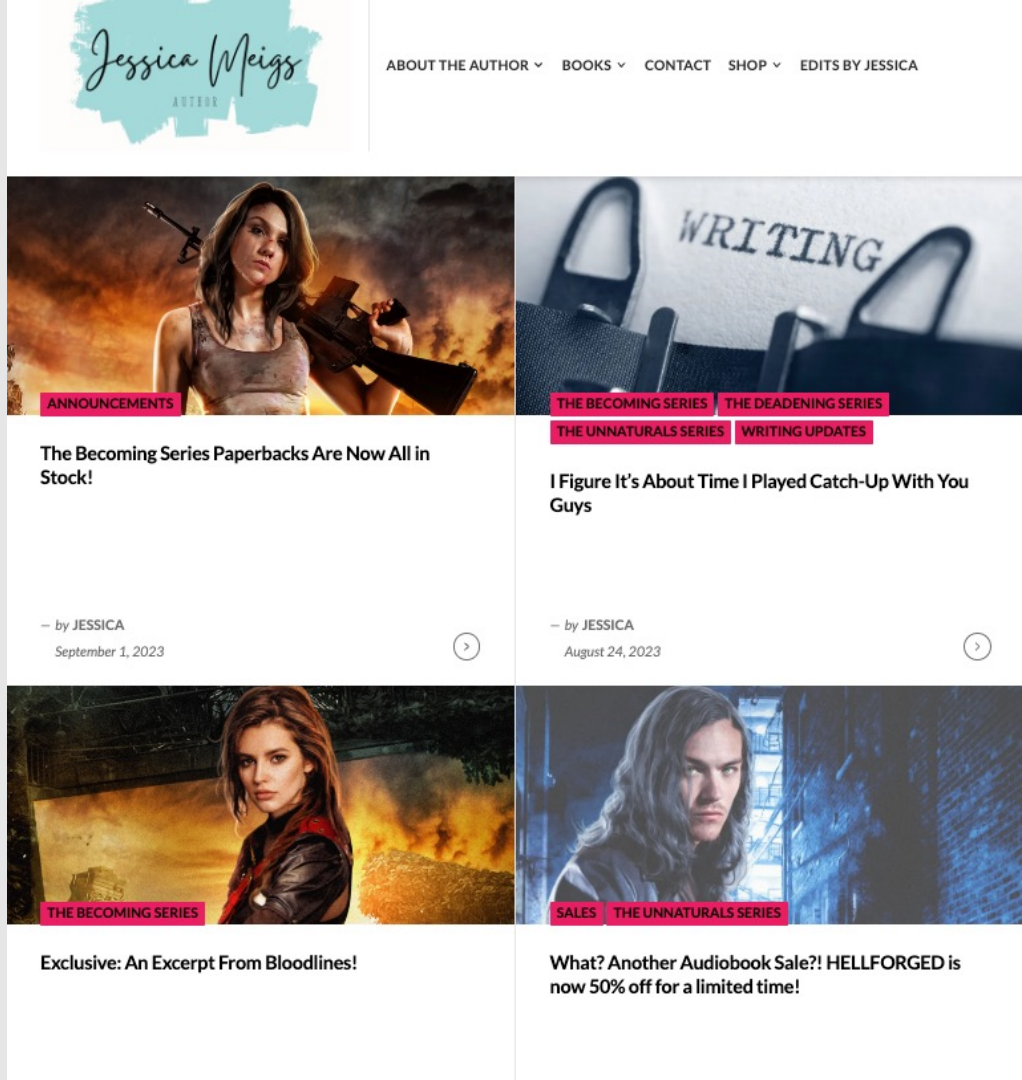 Jessica Meigs
AUTHOR
ABOUT THE AUTHOR BOOKS CONTACT SHOP EDITS BY JESSICA
WRITING
ANNOUNCEMENTS
The Becoming Series Paperbacks Are Now All in
Stock!
— by JESSICA
September 1, 2023
THE BECOMING SERIES THE DEADENING SERIES
THE UNNATURALS SERIES WRITING UPDATES
I Figure It’s About Time I Played Catch-Up With You
Guys
— by JESSICA
August 24, 2023
THE BECOMING SERIES
Exclusive: An Excerpt From Bloodlines!
SALES THE UNNATURALS SERIES
What? Another Audiobook Sale?! HELLFORGED is
now 50% off for a limited time!